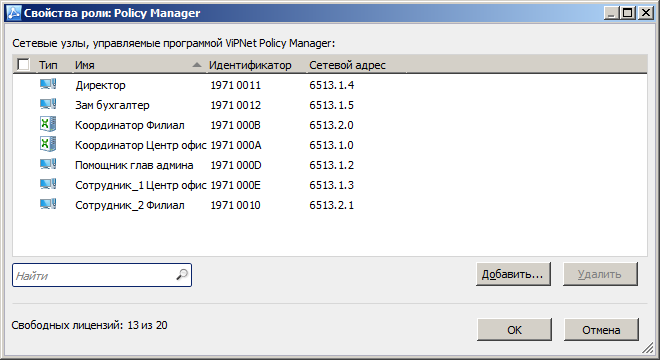 Свойства роли: Policy Manager
Сетевые узлы, управляемые программой ViPNet Policy Manager:
Тип Имя Идентификатор Сетевой адрес
Директор 1971 0011 6513.1.4
Зам бухгалтер 1971 0012 6513.1.5
Координатор Филиал 1971 000B 6513.2.0
Координатор Центр офис 1971 000A 6513.1.0
Помощник глав админа 1971 000D 6513.1.2
Сотрудник_1 Центр офис 1971 000E 6513.1.3
Сотрудник_2 Филиал 1971 0010 6513.2.1
Найти
Добавить... Удалить
Свободных лицензий: 13 из 20
OK Отмена